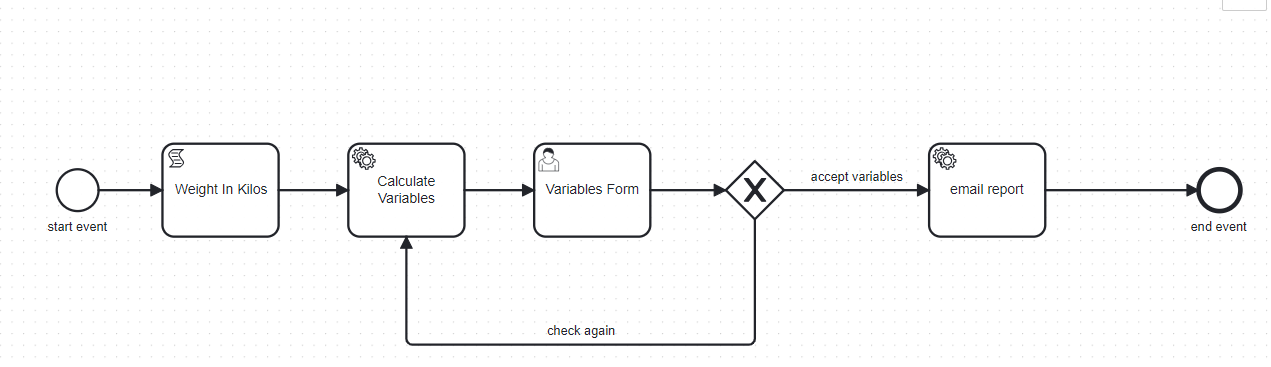 Weight In Kilos
Calculate
Variables
Variables Form
accept variables
email report
start event
end event
check again